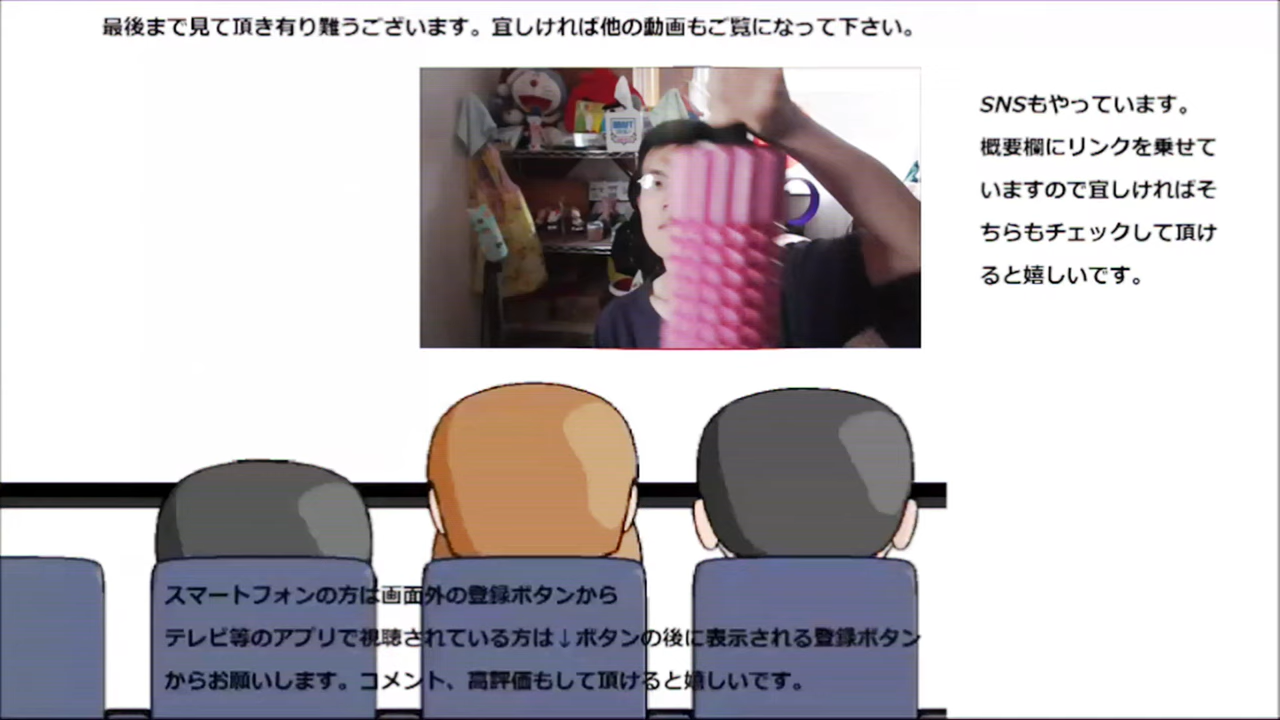 最後まで見て頂き有り難うございます。宜しければ他の動画もご覧になって下さい。
SNSもやっています。
概要欄にリンクを乗せて
いますので宜しければそ
ちらもチェックして頂け
ると嬉しいです。
スマートフォンの方は画面外の登録ボタンから
テレビ等のアプリで視聴されている方は↓ボタンの後に表示される登録ボタン
からお願いします。コメント、高評価もして頂けると嬉しいです。